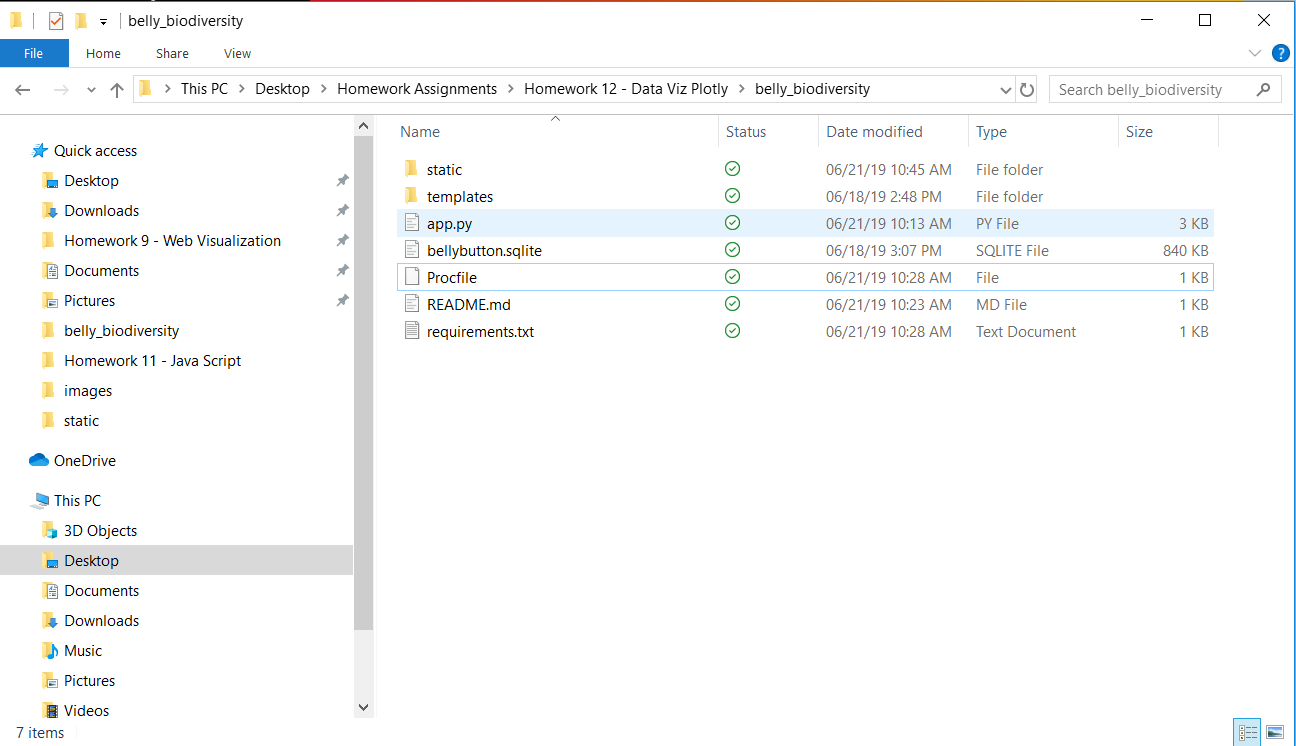 belly_biodiversity
File Home Share View
?
This PC Desktop Homework Assignments Homework 12 - Data Viz Plotly belly_biodiversity Search belly_biodiversity
Quick access
Desktop
Downloads
Homework 9 - Web Visualization
Documents
Pictures
belly_biodiversity
Homework 11 - Java Script
images
static
OneDrive
This PC
3D Objects
Desktop
Documents
Downloads
Music
Pictures
Videos
Name Status Date modified Type Size
static 06/21/19 10:45 AM File folder
templates 06/18/19 2:48 PM File folder
app.py 06/21/19 10:13 AM PY File 3 KB
bellybutton.sqlite 06/18/19 3:07 PM SQLITE File 840 KB
Procfile 06/21/19 10:28 AM File 1 KB
README.md 06/21/19 10:23 AM MD File 1 KB
requirements.txt 06/21/19 10:28 AM Text Document 1 KB
7 items